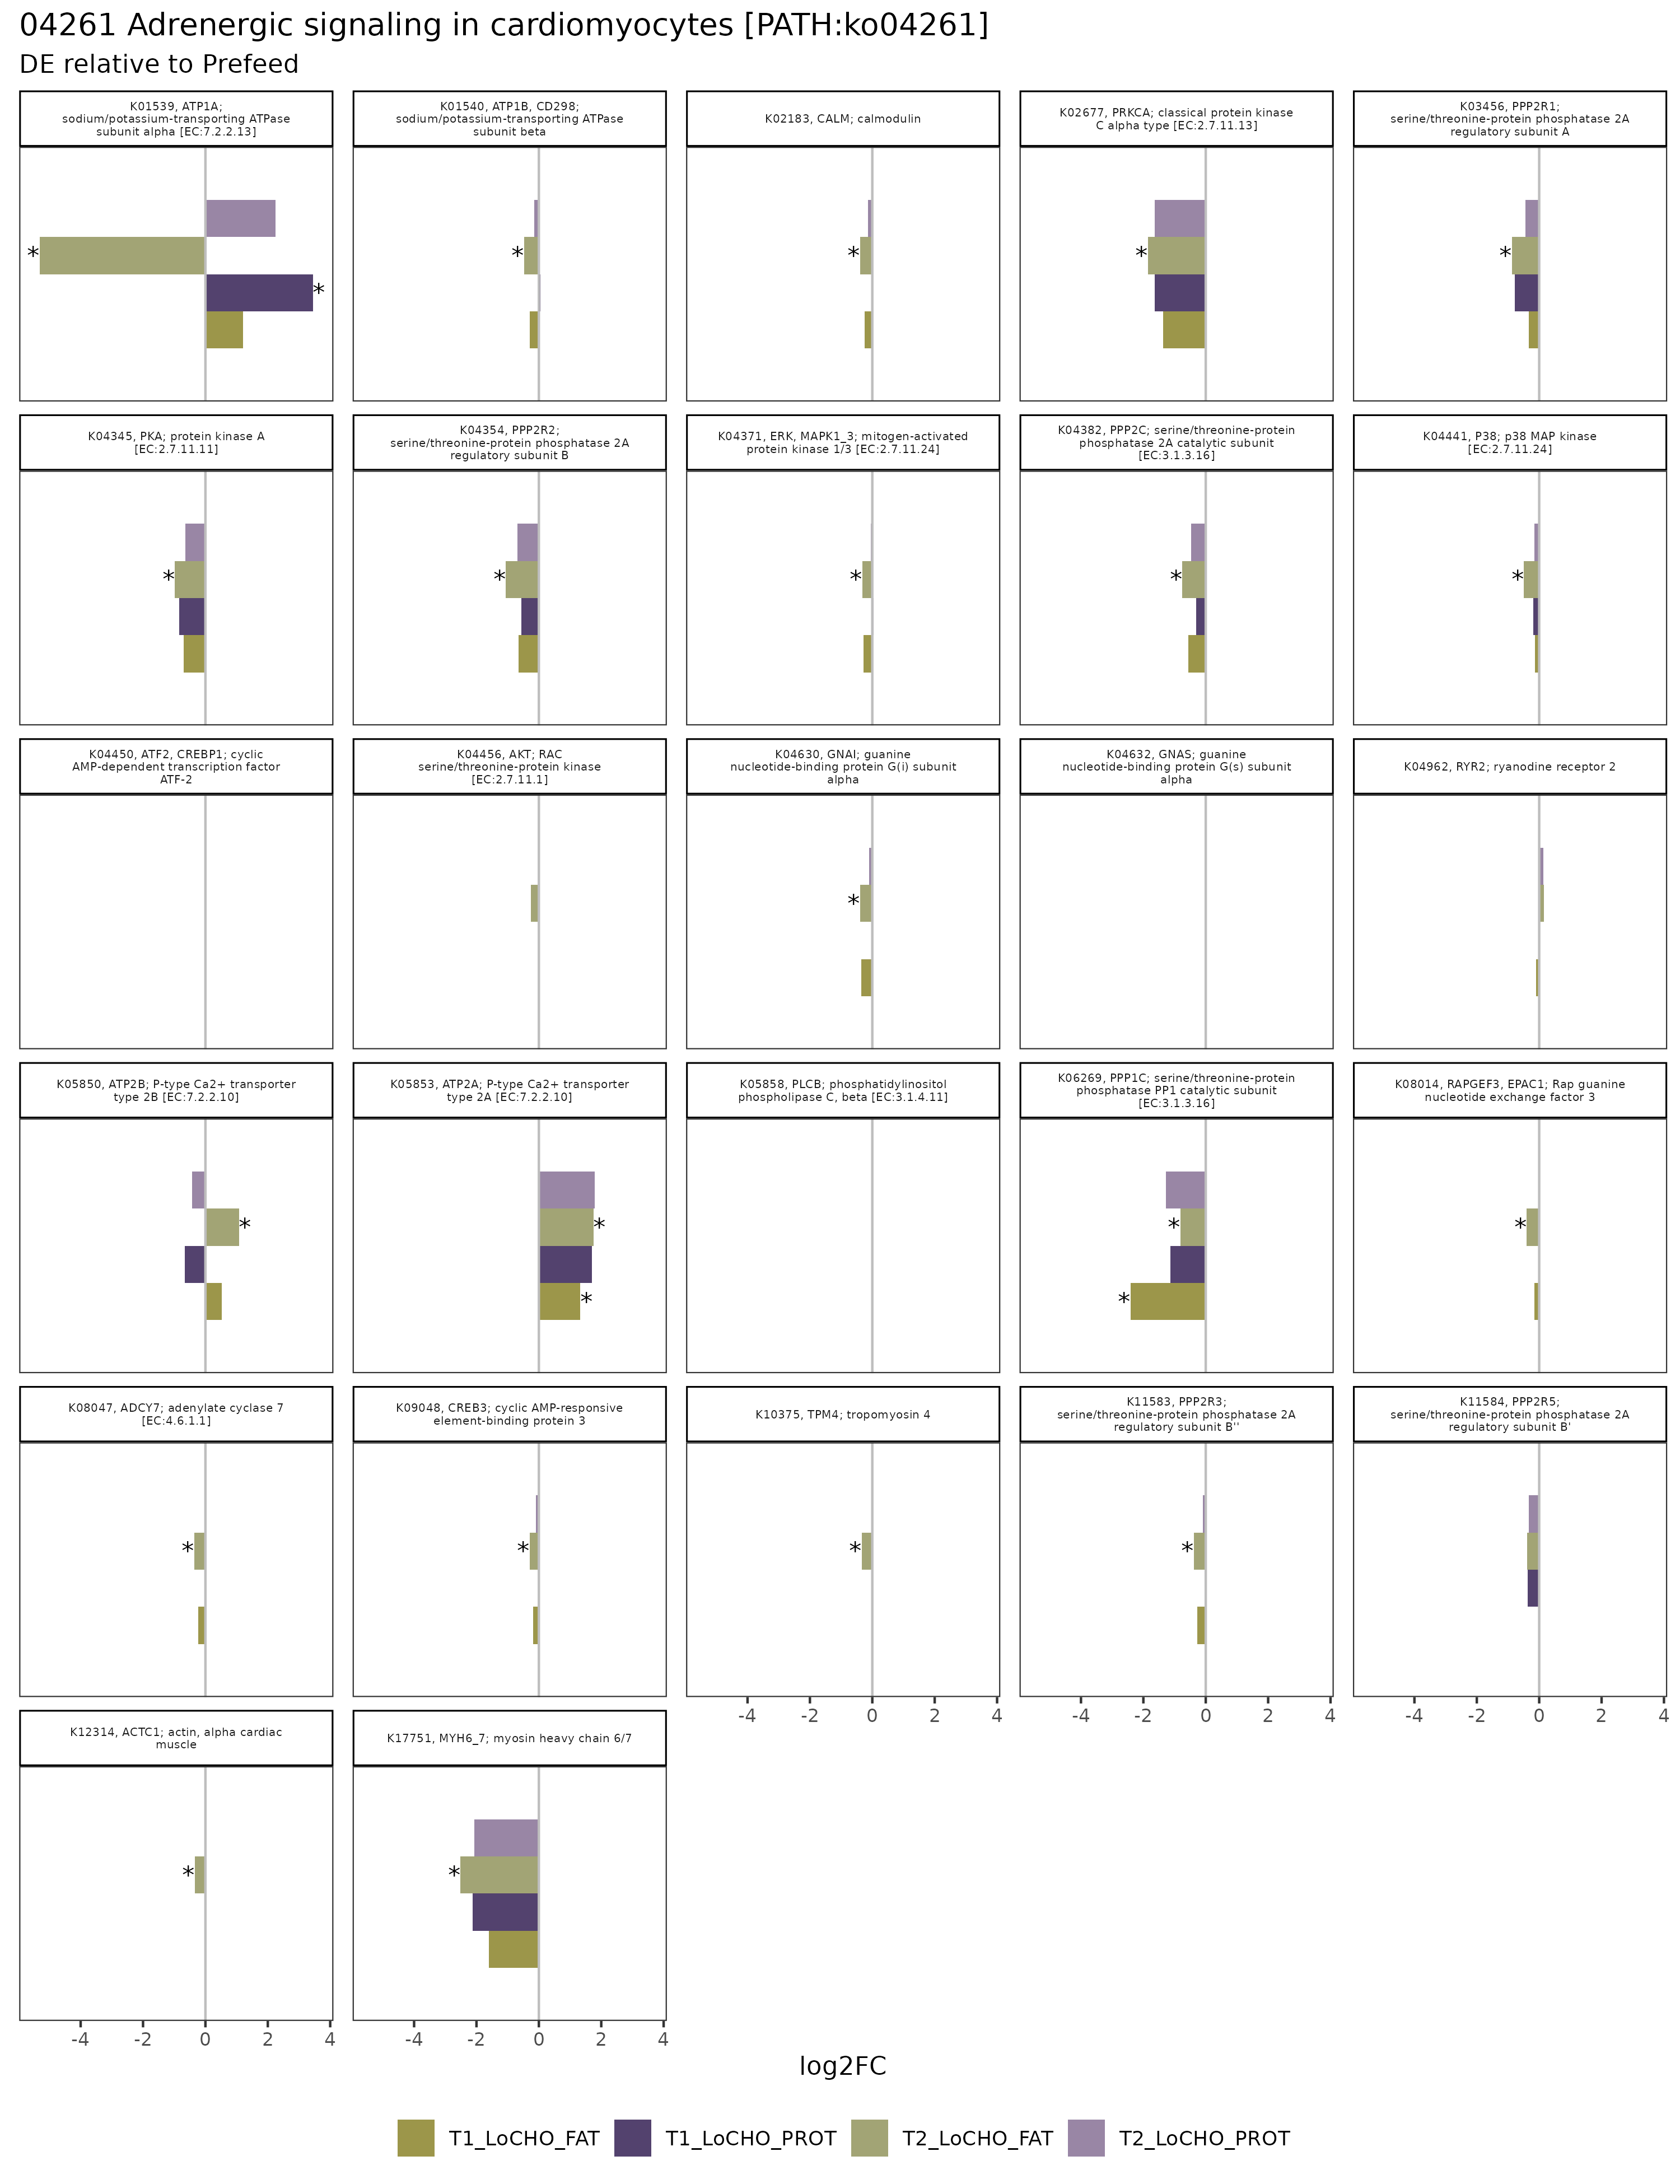 04261 Adrenergic signaling in cardiomyocytes [PATH:ko04261]
DE relative to Prefeed
K01539, ATP1A;
sodium/potassium-transporting ATPase
subunit alpha [EC:7.2.2.13]
K01540, ATP1B, CD298;
sodium/potassium-transporting ATPase
subunit beta
K02183, CALM; calmodulin
K02677, PRKCA; classical protein kinase
C alpha type [EC:2.7.11.13]
K03456, PPP2R1;
serine/threonine-protein phosphatase 2A
regulatory subunit A
*
*
*
*
*
*
K04345, PKA; protein kinase A
[EC:2.7.11.11]
K04354, PPP2R2;
serine/threonine-protein phosphatase 2A
regulatory subunit B
K04371, ERK, MAPK1_3; mitogen-activated
protein kinase 1/3 [EC:2.7.11.24]
K04382, PPP2C; serine/threonine-protein
phosphatase 2A catalytic subunit
[EC:3.1.3.16]
K04441, P38; p38 MAP kinase
[EC:2.7.11.24]
*
*
*
*
*
K04450, ATF2, CREBP1; cyclic
AMP-dependent transcription factor
ATF-2
K04456, AKT; RAC
serine/threonine-protein kinase
[EC:2.7.11.1]
K04630, GNAI; guanine
nucleotide-binding protein G(i) subunit
alpha
K04632, GNAS; guanine
nucleotide-binding protein G(s) subunit
alpha
K04962, RYR2; ryanodine receptor 2
*
K05850, ATP2B; P-type Ca2+ transporter
type 2B [EC:7.2.2.10]
K05853, ATP2A; P-type Ca2+ transporter
type 2A [EC:7.2.2.10]
K05858, PLCB; phosphatidylinositol
phospholipase C, beta [EC:3.1.4.11]
K06269, PPP1C; serine/threonine-protein
phosphatase PP1 catalytic subunit
[EC:3.1.3.16]
K08014, RAPGEF3, EPAC1; Rap guanine
nucleotide exchange factor 3
*
*
*
*
*
*
K08047, ADCY7; adenylate cyclase 7
[EC:4.6.1.1]
K09048, CREB3; cyclic AMP-responsive
element-binding protein 3
K10375, TPM4; tropomyosin 4
K11583, PPP2R3;
serine/threonine-protein phosphatase 2A
regulatory subunit B''
K11584, PPP2R5;
serine/threonine-protein phosphatase 2A
regulatory subunit B'
*
*
*
*
-4 -2 0 2 4
-4 -2 0 2 4
-4 -2 0 2 4
K12314, ACTC1; actin, alpha cardiac
muscle
K17751, MYH6_7; myosin heavy chain 6/7
*
*
-4 -2 0 2 4
-4 -2 0 2 4
log2FC
T1_LoCHO_FAT
T1_LoCHO_PROT
T2_LoCHO_FAT
T2_LoCHO_PROT